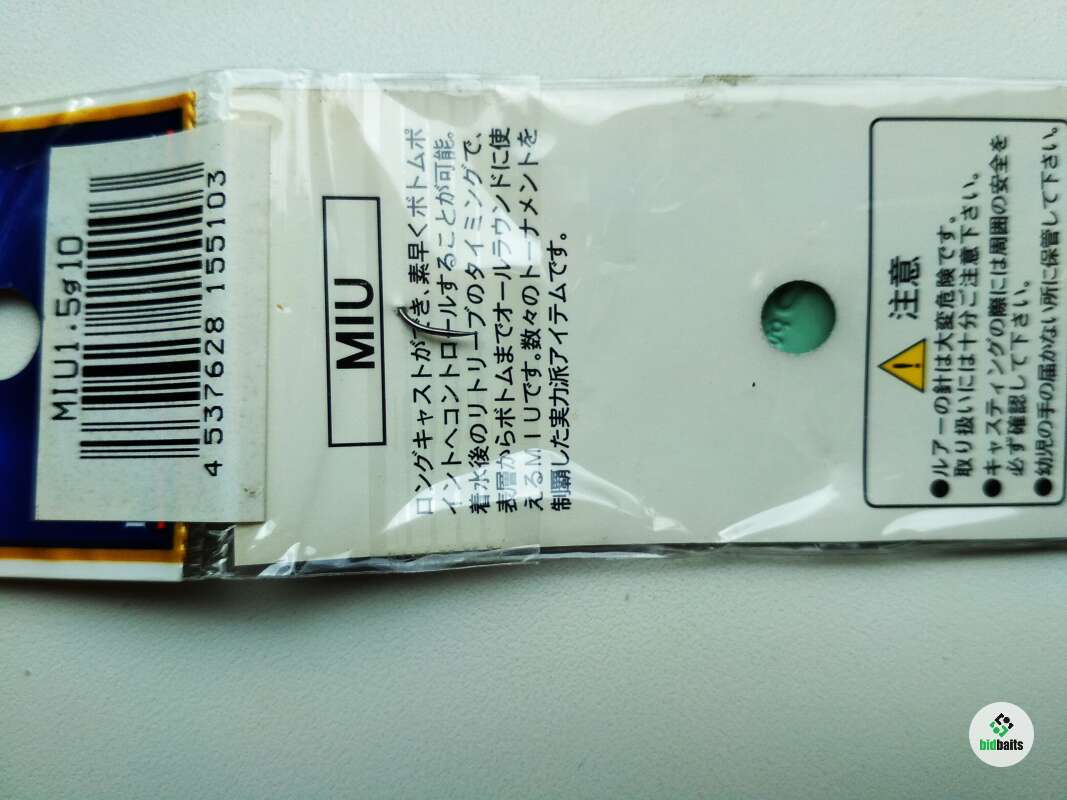 MIU1.5g10
4 537628 155103
MIU
ロングキャストができ、素早くボトムポ
イントへコントロールすることが可能。
着水後のリトリーブのタイミングで、
表層からボトムまでオールラウンドに使
えるMIUです。数々のトーナメントを
制覇した実力派アイテムです。
注意
●ルアーの針は大変危険です。
取り扱いには十分ご注意下さい。
●キャスティングの際には周囲の安全を
必ず確認して下さい。
●幼児の手の届かない所に保管して下さい。
bidbaits